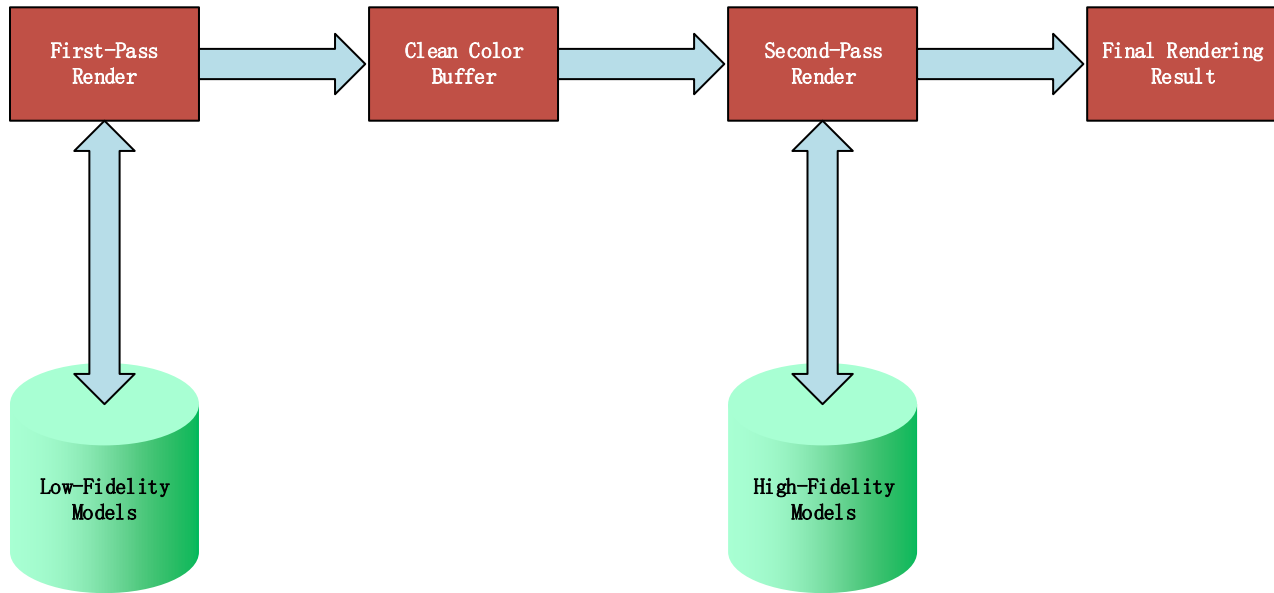 First-Pass
Render
Clean Color
Buffer
Second-Pass
Render
Final Rendering
Result
Low-Fidelity
Models
High-Fidelity
Models